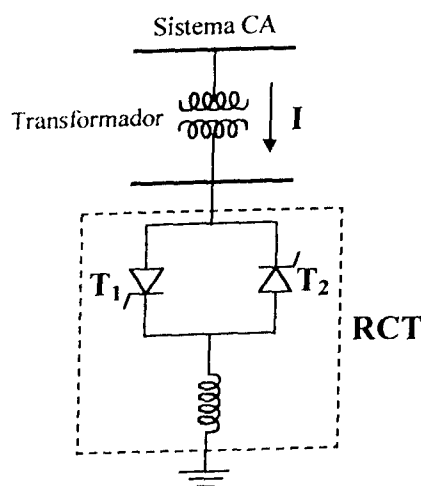 Sistema CA
Transformador
I
T₁
T₂
RCT